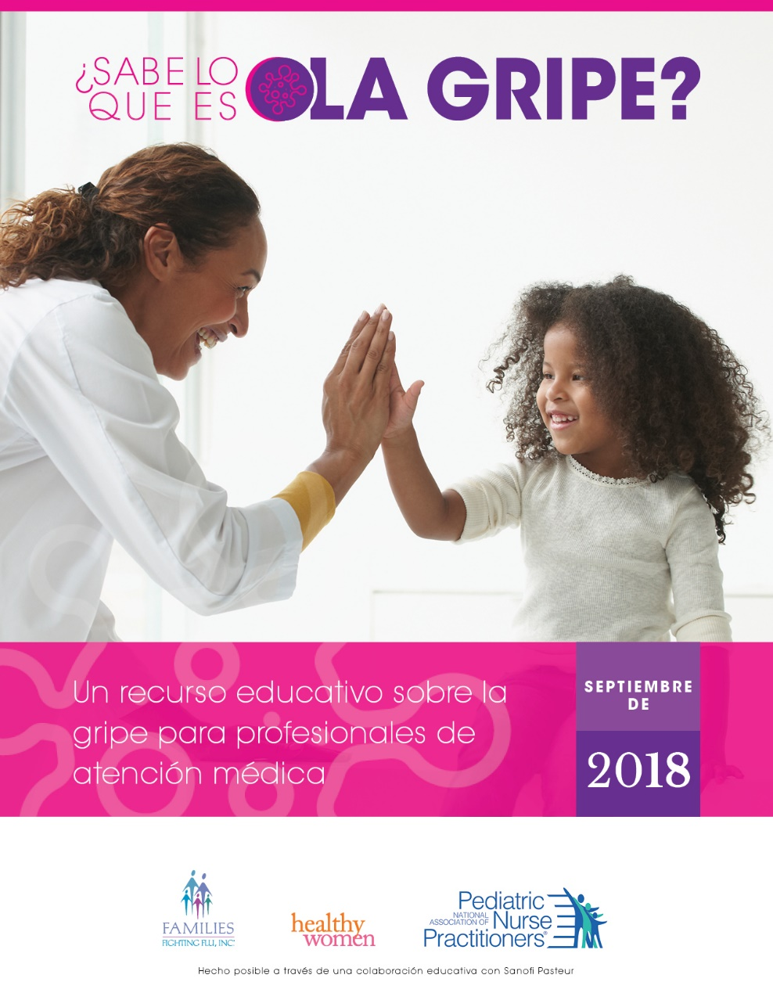 ¿SABE LO
QUE ES
LA GRIPE?
Un recurso educativo sobre la
gripe para profesionales de
atención médica
SEPTIEMBRE
DE
2018
FAMILIES
FIGHTING FLU, INC.
healthy
women
Pediatric
NATIONAL
ASSOCIATION OF
Nurse
Practitioners®
Hecho posible a través de una colaboración educativa con Sanofi Pasteur